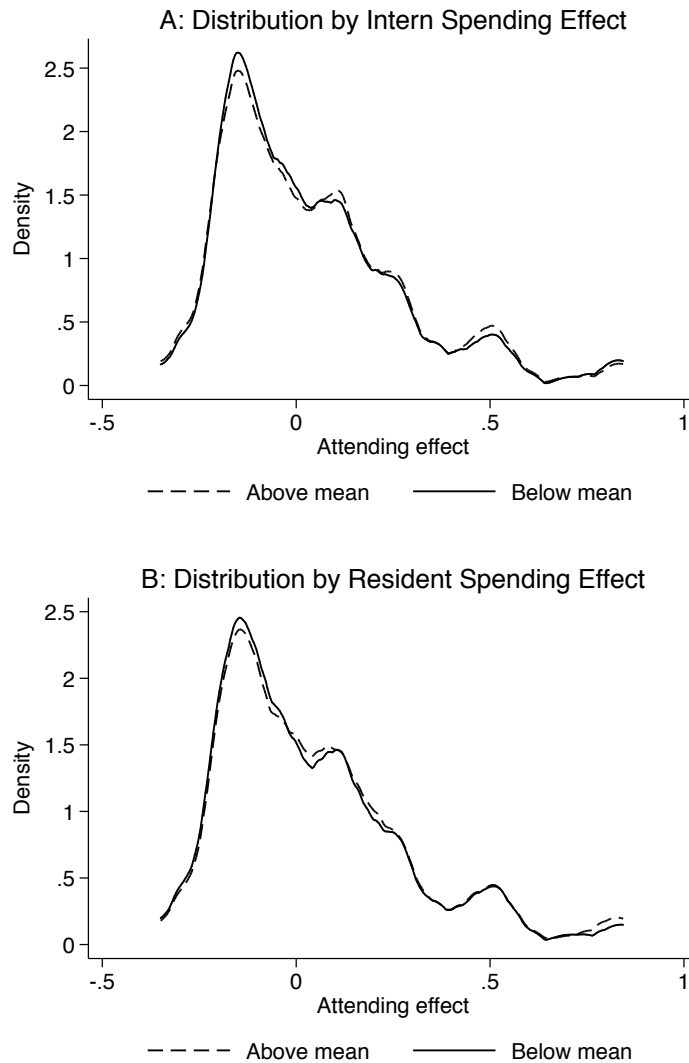 A: Distribution by Intern Spending Effect
2.5
2
1.5
1
.5
0
Density
-.5 0 .5 1
Attending effect
Above mean Below mean
B: Distribution by Resident Spending Effect
2.5
2
1.5
1
.5
0
Density
-.5 0 .5 1
Attending effect
Above mean Below mean